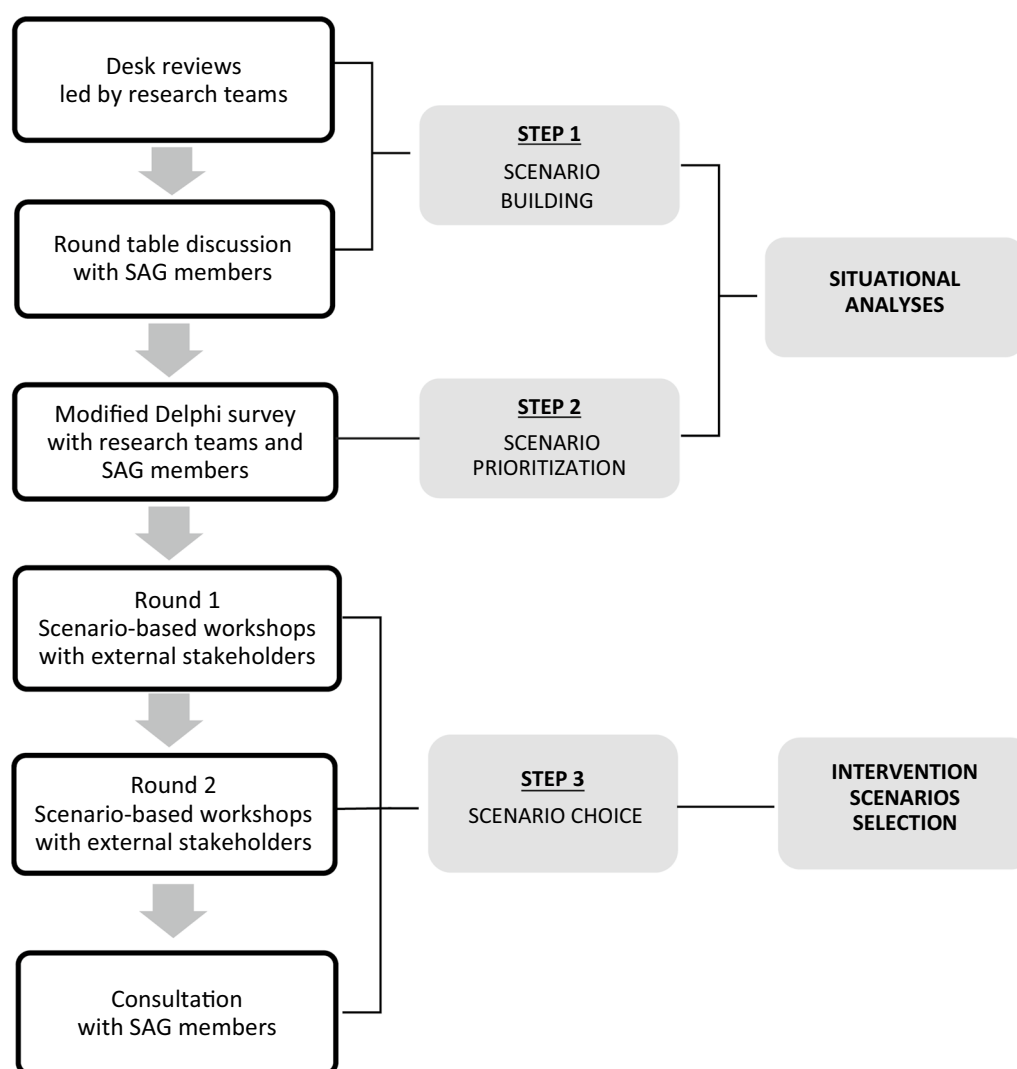 Desk reviews
led by research teams
Round table discussion
with SAG members
Modified Delphi survey
with research teams and
SAG members
Round 1
Scenario-based workshops
with external stakeholders
Round 2
Scenario-based workshops
with external stakeholders
Consultation
with SAG members
STEP 1
SCENARIO
BUILDING
STEP 2
SCENARIO
PRIORITIZATION
STEP 3
SCENARIO CHOICE
SITUATIONAL
ANALYSES
INTERVENTION
SCENARIOS
SELECTION